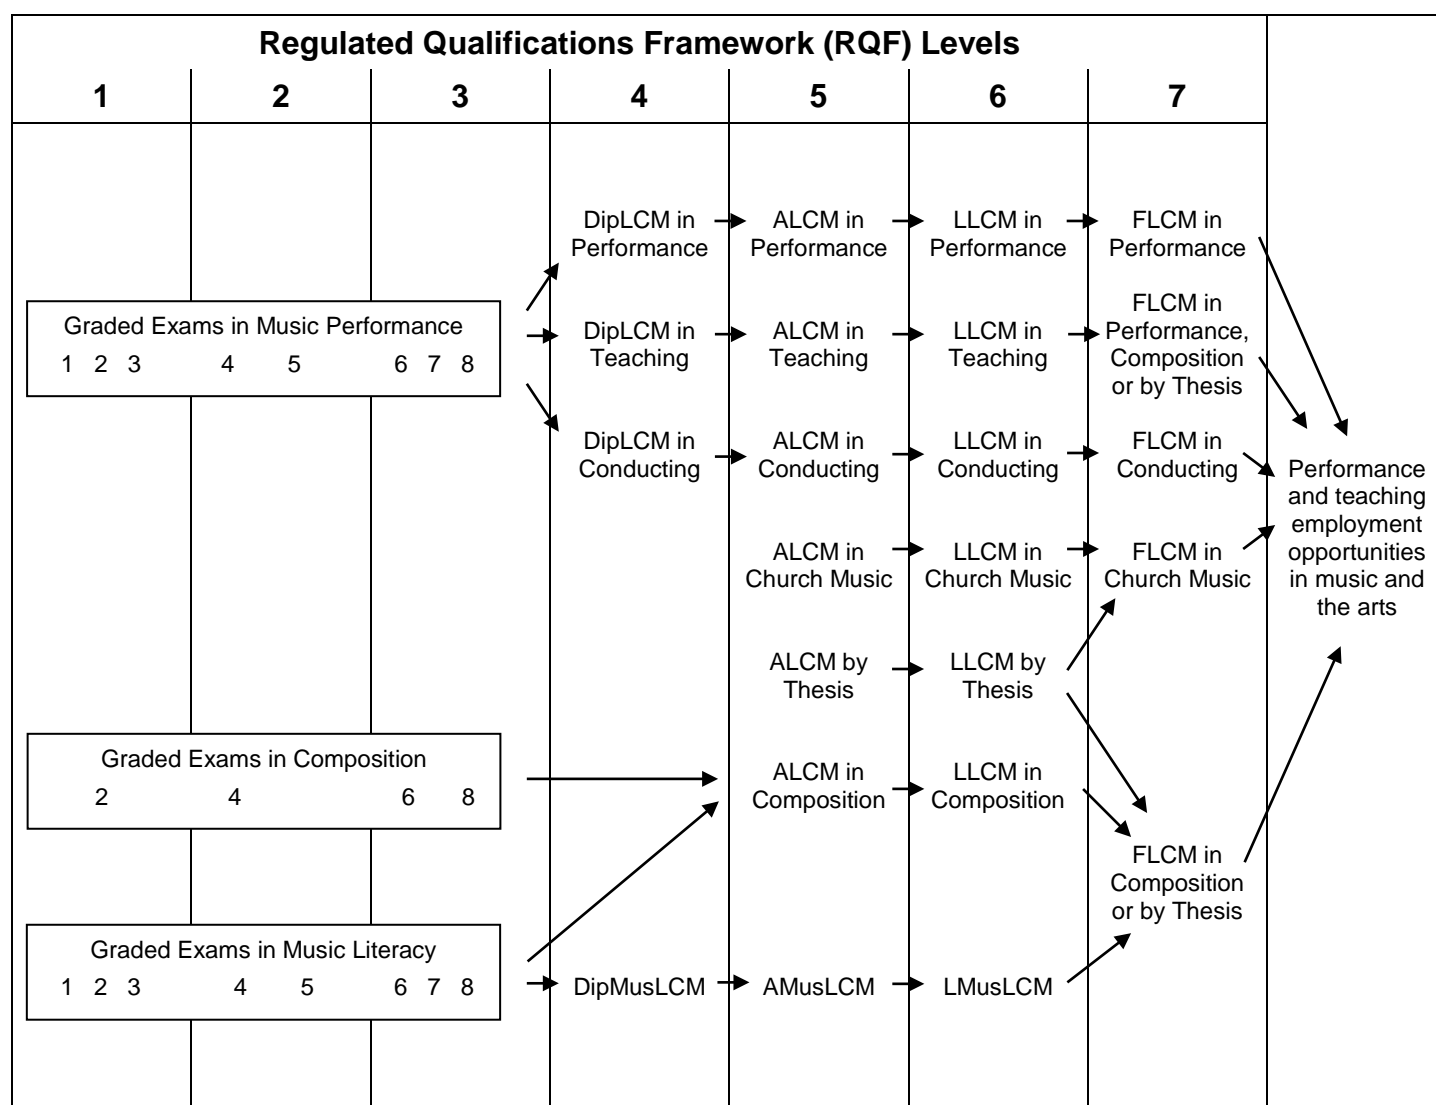 Regulated Qualifications Framework (RQF) Levels
1 2 3 4 5 6 7
DipLCM in
Performance
ALCM in
Performance
LLCM in
Performance
FLCM in
Performance
Graded Exams in Music Performance
1 2 3 4 5 6 7 8
DipLCM in
Teaching
ALCM in
Teaching
LLCM in
Teaching
FLCM in
Performance,
Composition
or by Thesis
DipLCM in
Conducting
ALCM in
Conducting
LLCM in
Conducting
FLCM in
Conducting
Performance
and teaching
employment
opportunities
in music and
the arts
ALCM in
Church Music
LLCM in
Church Music
FLCM in
Church Music
ALCM by
Thesis
LLCM by
Thesis
Graded Exams in Composition
2 4 6 8
ALCM in
Composition
LLCM in
Composition
FLCM in
Composition
or by Thesis
Graded Exams in Music Literacy
1 2 3 4 5 6 7 8
DipMusLCM
AMusLCM
LMusLCM